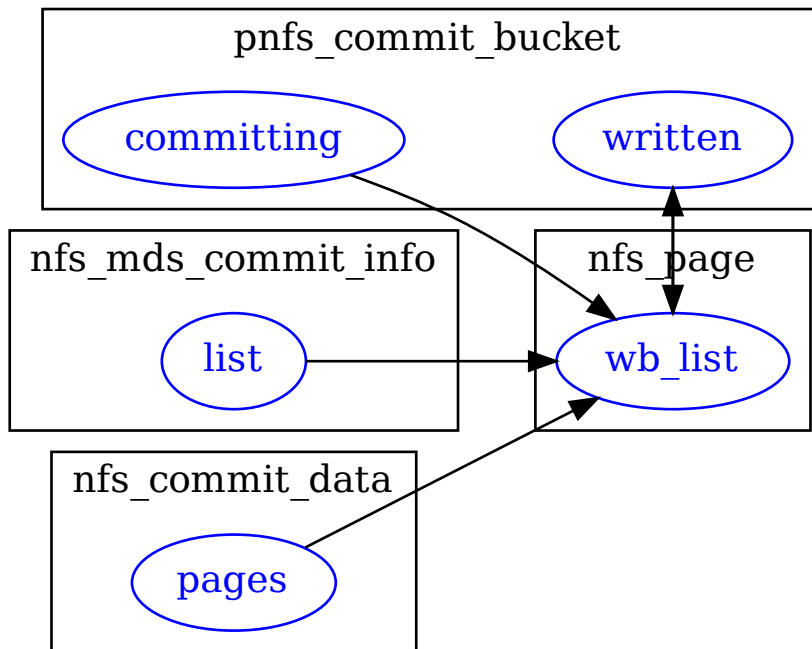 pnfs_commit_bucket
committing
written
nfs_mds_commit_info
nfs_page
list
wb_list
nfs_commit_data
pages